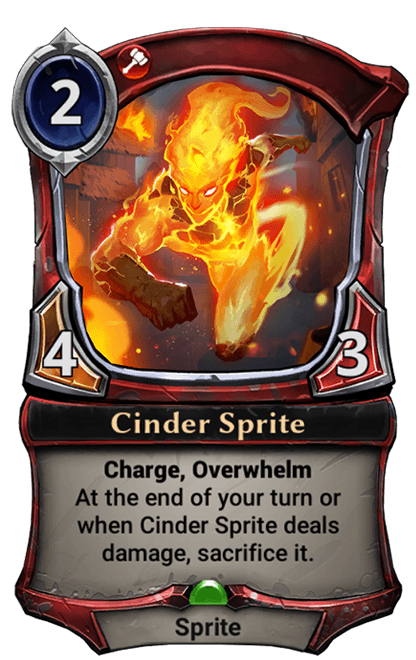 2
4
3
Cinder Sprite
Charge, Overwhelm
At the end of your turn or
when Cinder Sprite deals
damage, sacrifice it.
Sprite